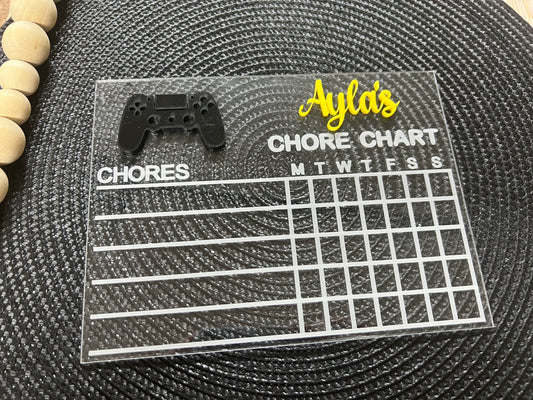 Ayla's
CHORE CHART
CHORES M T W T F S S